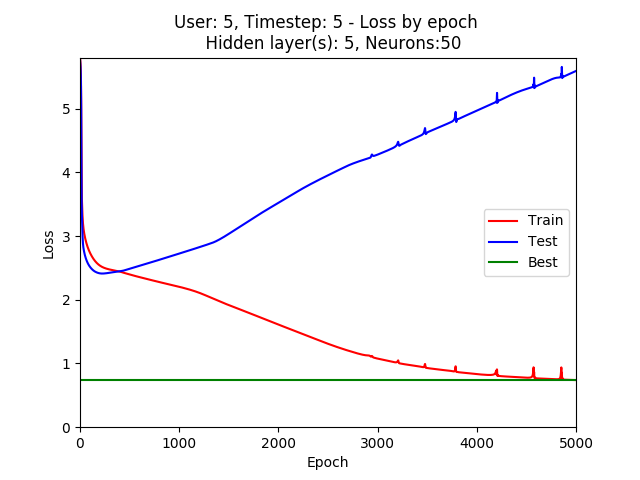 User: 5, Timestep: 5 - Loss by epoch
Hidden layer(s): 5, Neurons:50
5
4
3
2
1
0
Loss
Train
Test
Best
0 1000 2000 3000 4000 5000
Epoch